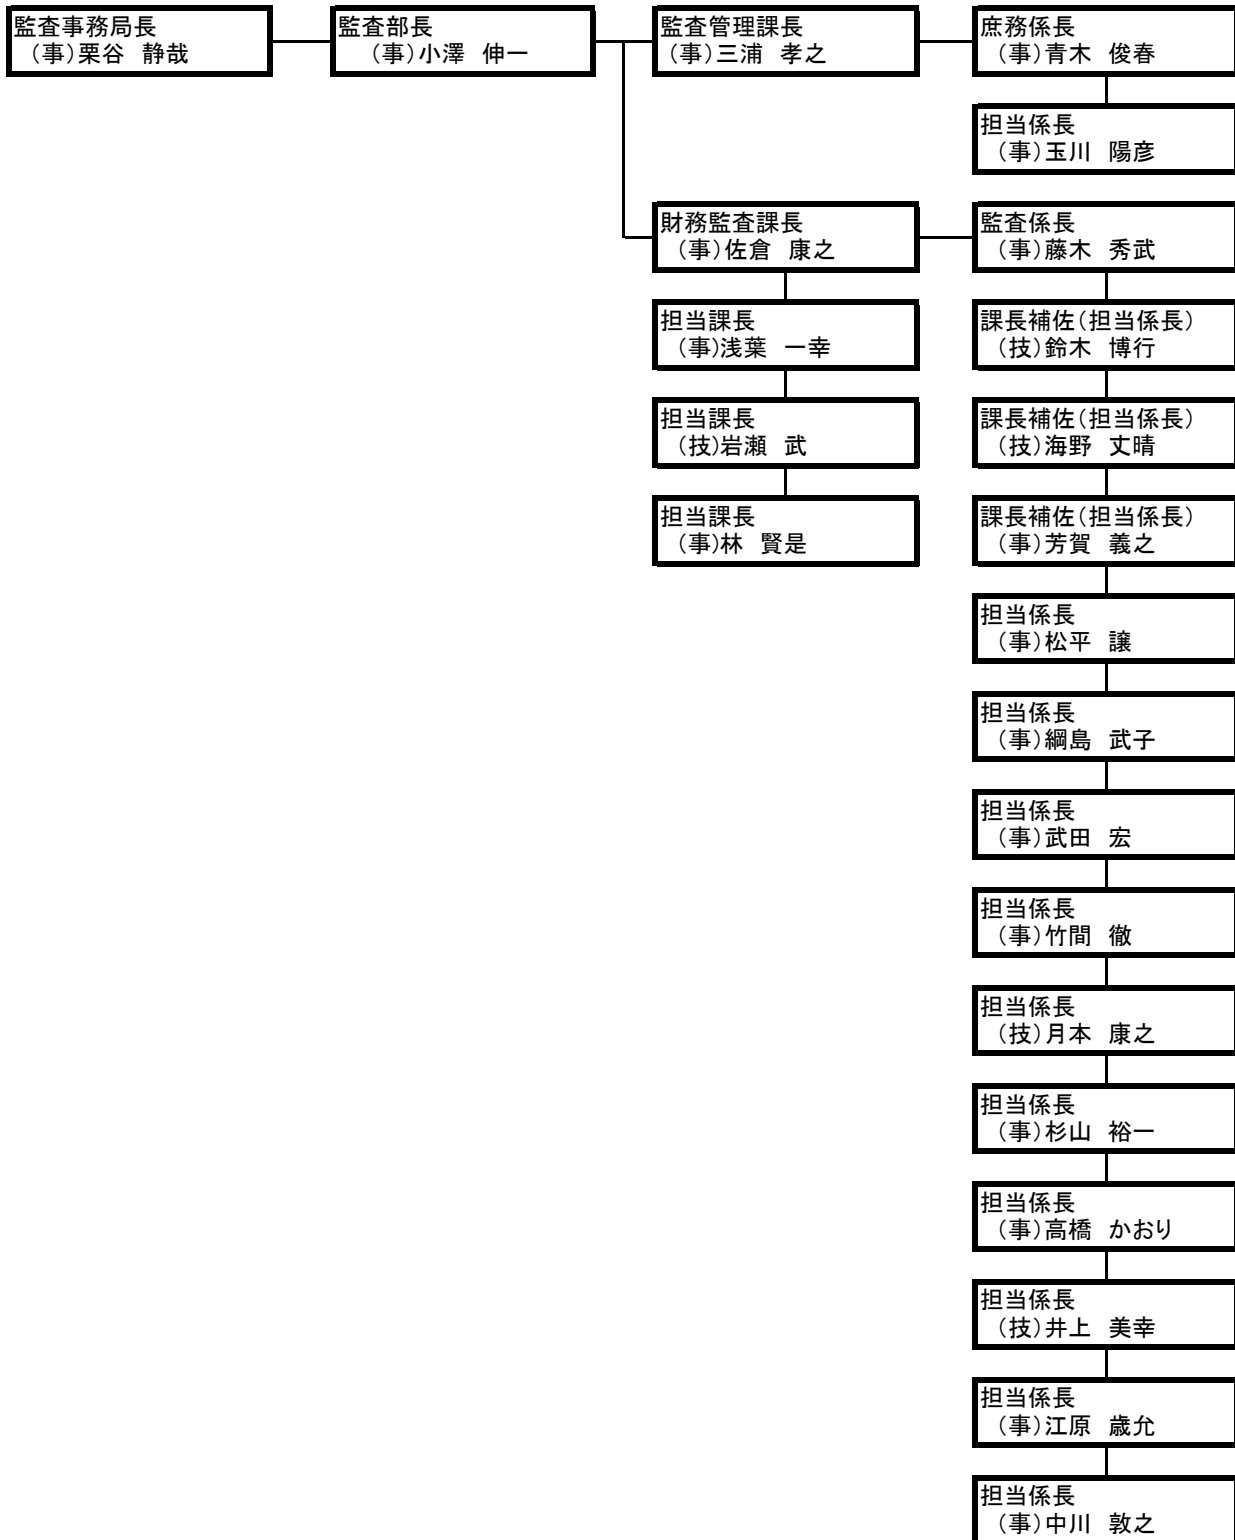 監査事務局長
（事）栗谷　静哉
監査部長
（事）小澤　伸一
監査管理課長
（事）三浦　孝之
庶務係長
（事）青木　俊春
担当係長
（事）玉川　陽彦
財務監査課長
（事）佐倉　康之
監査係長
（事）藤木　秀武
担当課長
（事）浅葉　一幸
課長補佐（担当係長）
（技）鈴木　博行
担当課長
（技）岩瀬　武
課長補佐（担当係長）
（技）海野　丈晴
担当課長
（事）林　賢是
課長補佐（担当係長）
（事）芳賀　義之
担当係長
（事）松平　譲
担当係長
（事）綱島　武子
担当係長
（事）武田　宏
担当係長
（事）竹間　徹
担当係長
（技）月本　康之
担当係長
（事）杉山　裕一
担当係長
（事）高橋　かおり
担当係長
（技）井上　美幸
担当係長
（事）江原　歳允
担当係長
（事）中川　敦之